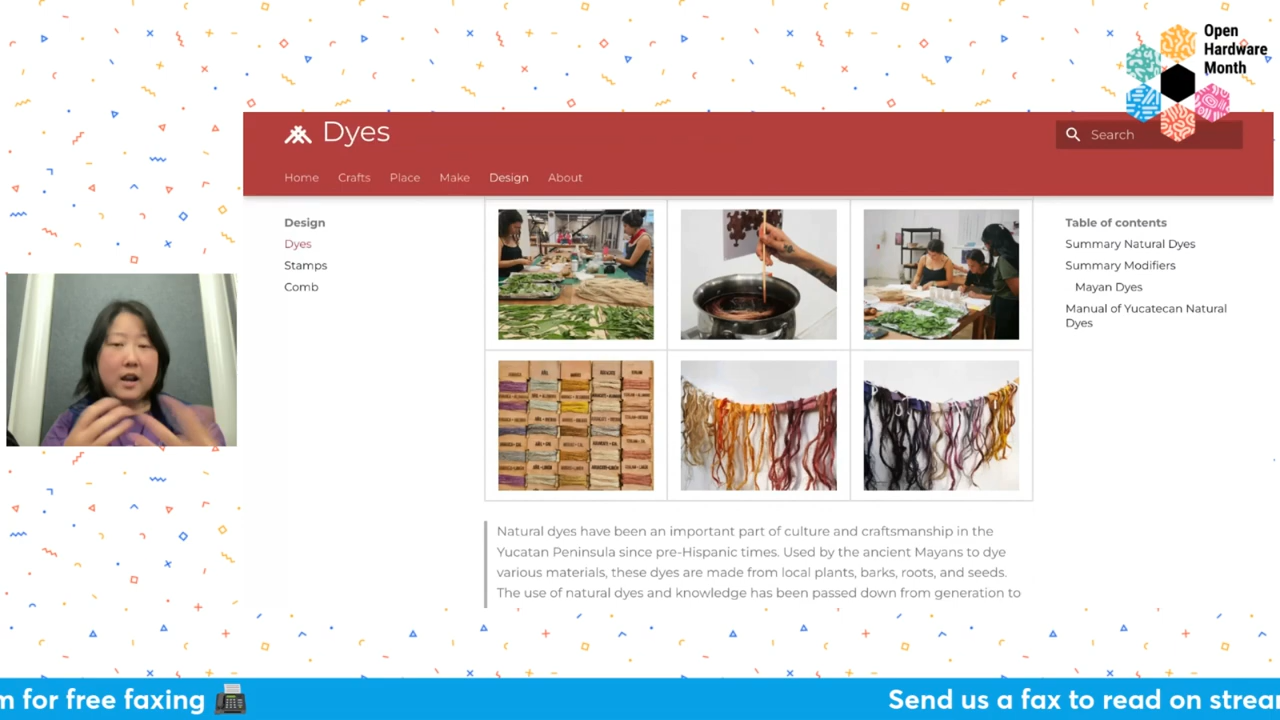 Open
Hardware
Month
Dyes
Search
Home Crafts Place Make Design About
Design
Dyes
Stamps
Comb
Table of contents
Summary Natural Dyes
Summary Modifiers
Mayan Dyes
Manual of Yucatecan Natural
Dyes
Natural dyes have been an important part of culture and craftsmanship in the
Yucatan Peninsula since pre-Hispanic times. Used by the ancient Mayans to dye
various materials, these dyes are made from local plants, barks, roots, and seeds.
The use of natural dyes and knowledge has been passed down from generation to
m for free faxing
Send us a fax to read on strea